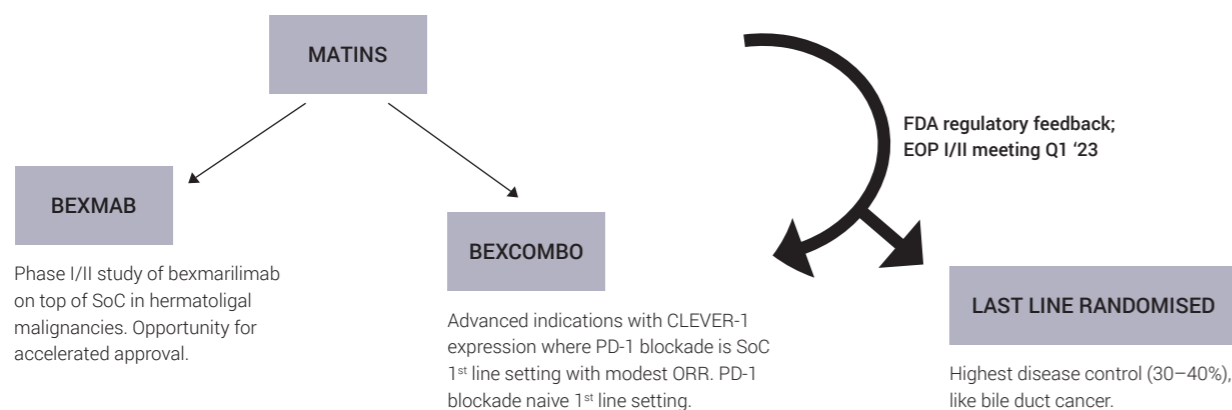 MATINS
FDA regulatory feedback;
EOP I/II meeting Q1 ‘23
BEXMAB
Phase I/II study of bexmarilimab
on top of SoC in hermatoligal
malignancies. Opportunity for
accelerated approval.
BEXCOMBO
Advanced indications with CLEVER-1
expression where PD-1 blockade is SoC
1st line setting with modest ORR. PD-1
blockade naive 1st line setting.
LAST LINE RANDOMISED
Highest disease control (30–40%),
like bile duct cancer.